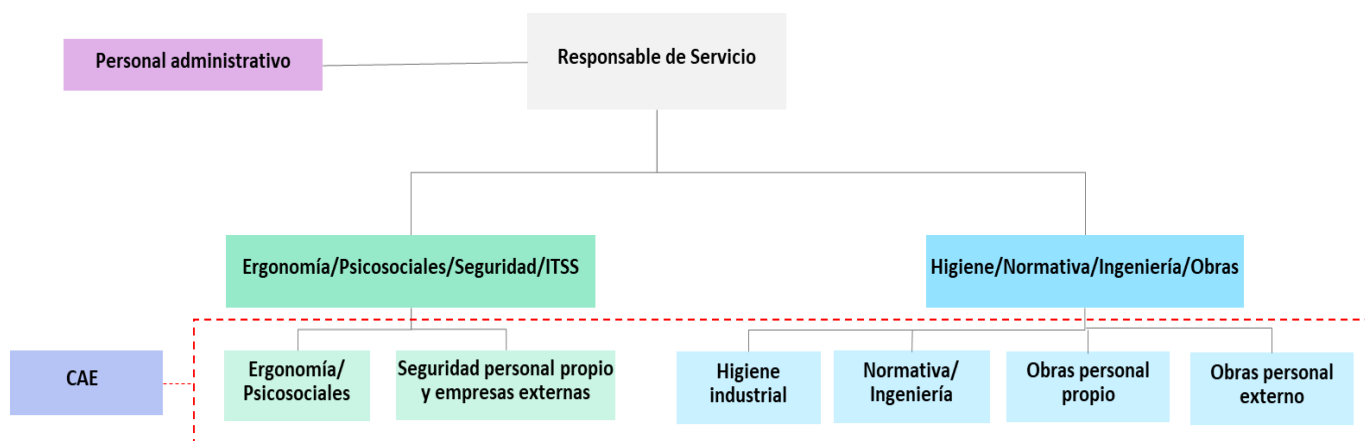 Personal administrativo
Responsable de Servicio
Ergonomía/Psicosociales/Seguridad/ITSS
Higiene/Normativa/Ingeniería/Obras
CAE
Ergonomía/
Psicosociales
Seguridad personal propio
y empresas externas
Higiene
industrial
Normativa/
Ingeniería
Obras personal
propio
Obras personal
externo